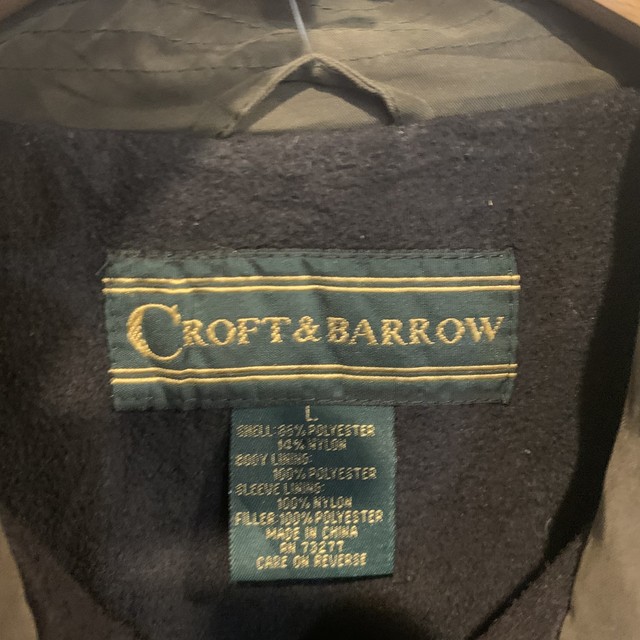 CROFT & BARROW
L
SHELL: 86% POLYESTER
14% NYLON
BODY LINING:
100% POLYESTER
SLEEVE LINING:
100% NYLON
FILLER 100% POLYESTER
MADE IN CHINA
RN 73277
CARE ON REVERSE